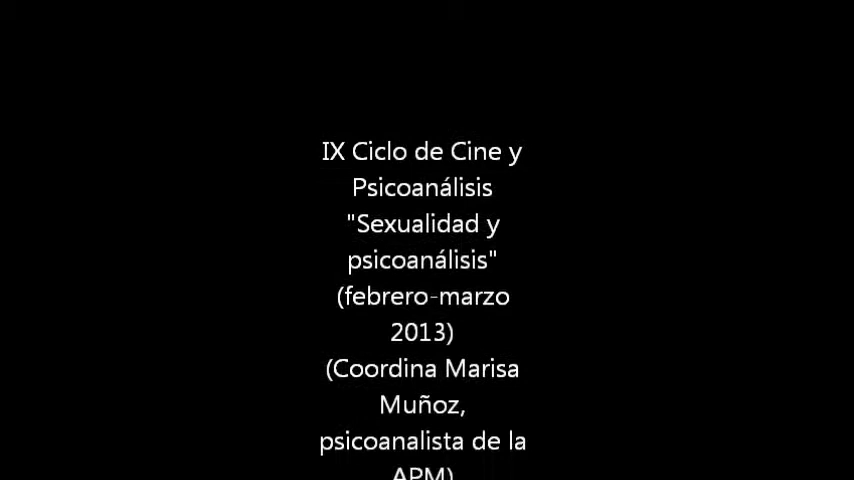 IX Ciclo de Cine y
Psicoanálisis
"Sexualidad y
psicoanálisis"
(febrero-marzo
2013)
(Coordina Marisa
Muñoz,
psicoanalista de la
APM)